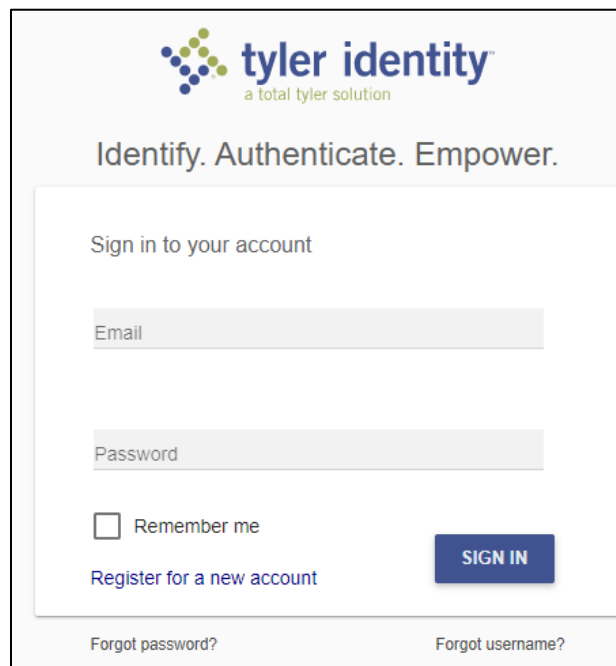 tyler identity™
a total tyler solution
Identify. Authenticate. Empower.
Sign in to your account
Email
Password
Remember me
SIGN IN
Register for a new account
Forgot password? Forgot username?